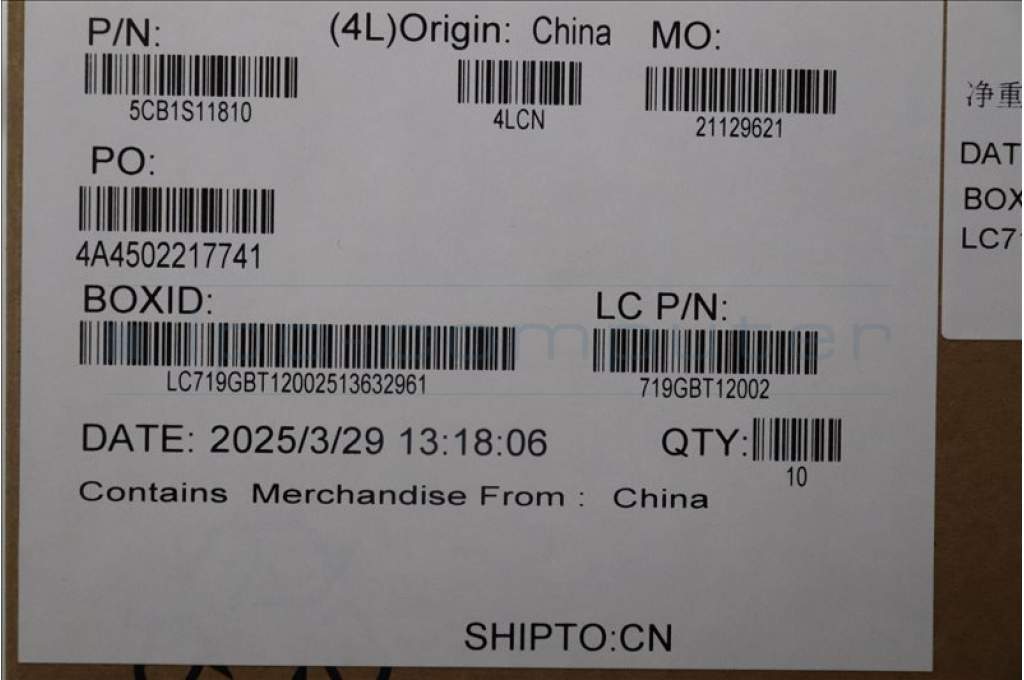 P/N: (4L)Origin: China MO:
5CB1S11810 4LCN 21129621
PO:
4A4502217741
BOXID: LC P/N:
LC719GBT12002513632961 719GBT12002
DATE: 2025/3/29 13:18:06 QTY:
10
Contains Merchandise From : China
SHIPTO:CN
净重
DAT
BOX
LC71